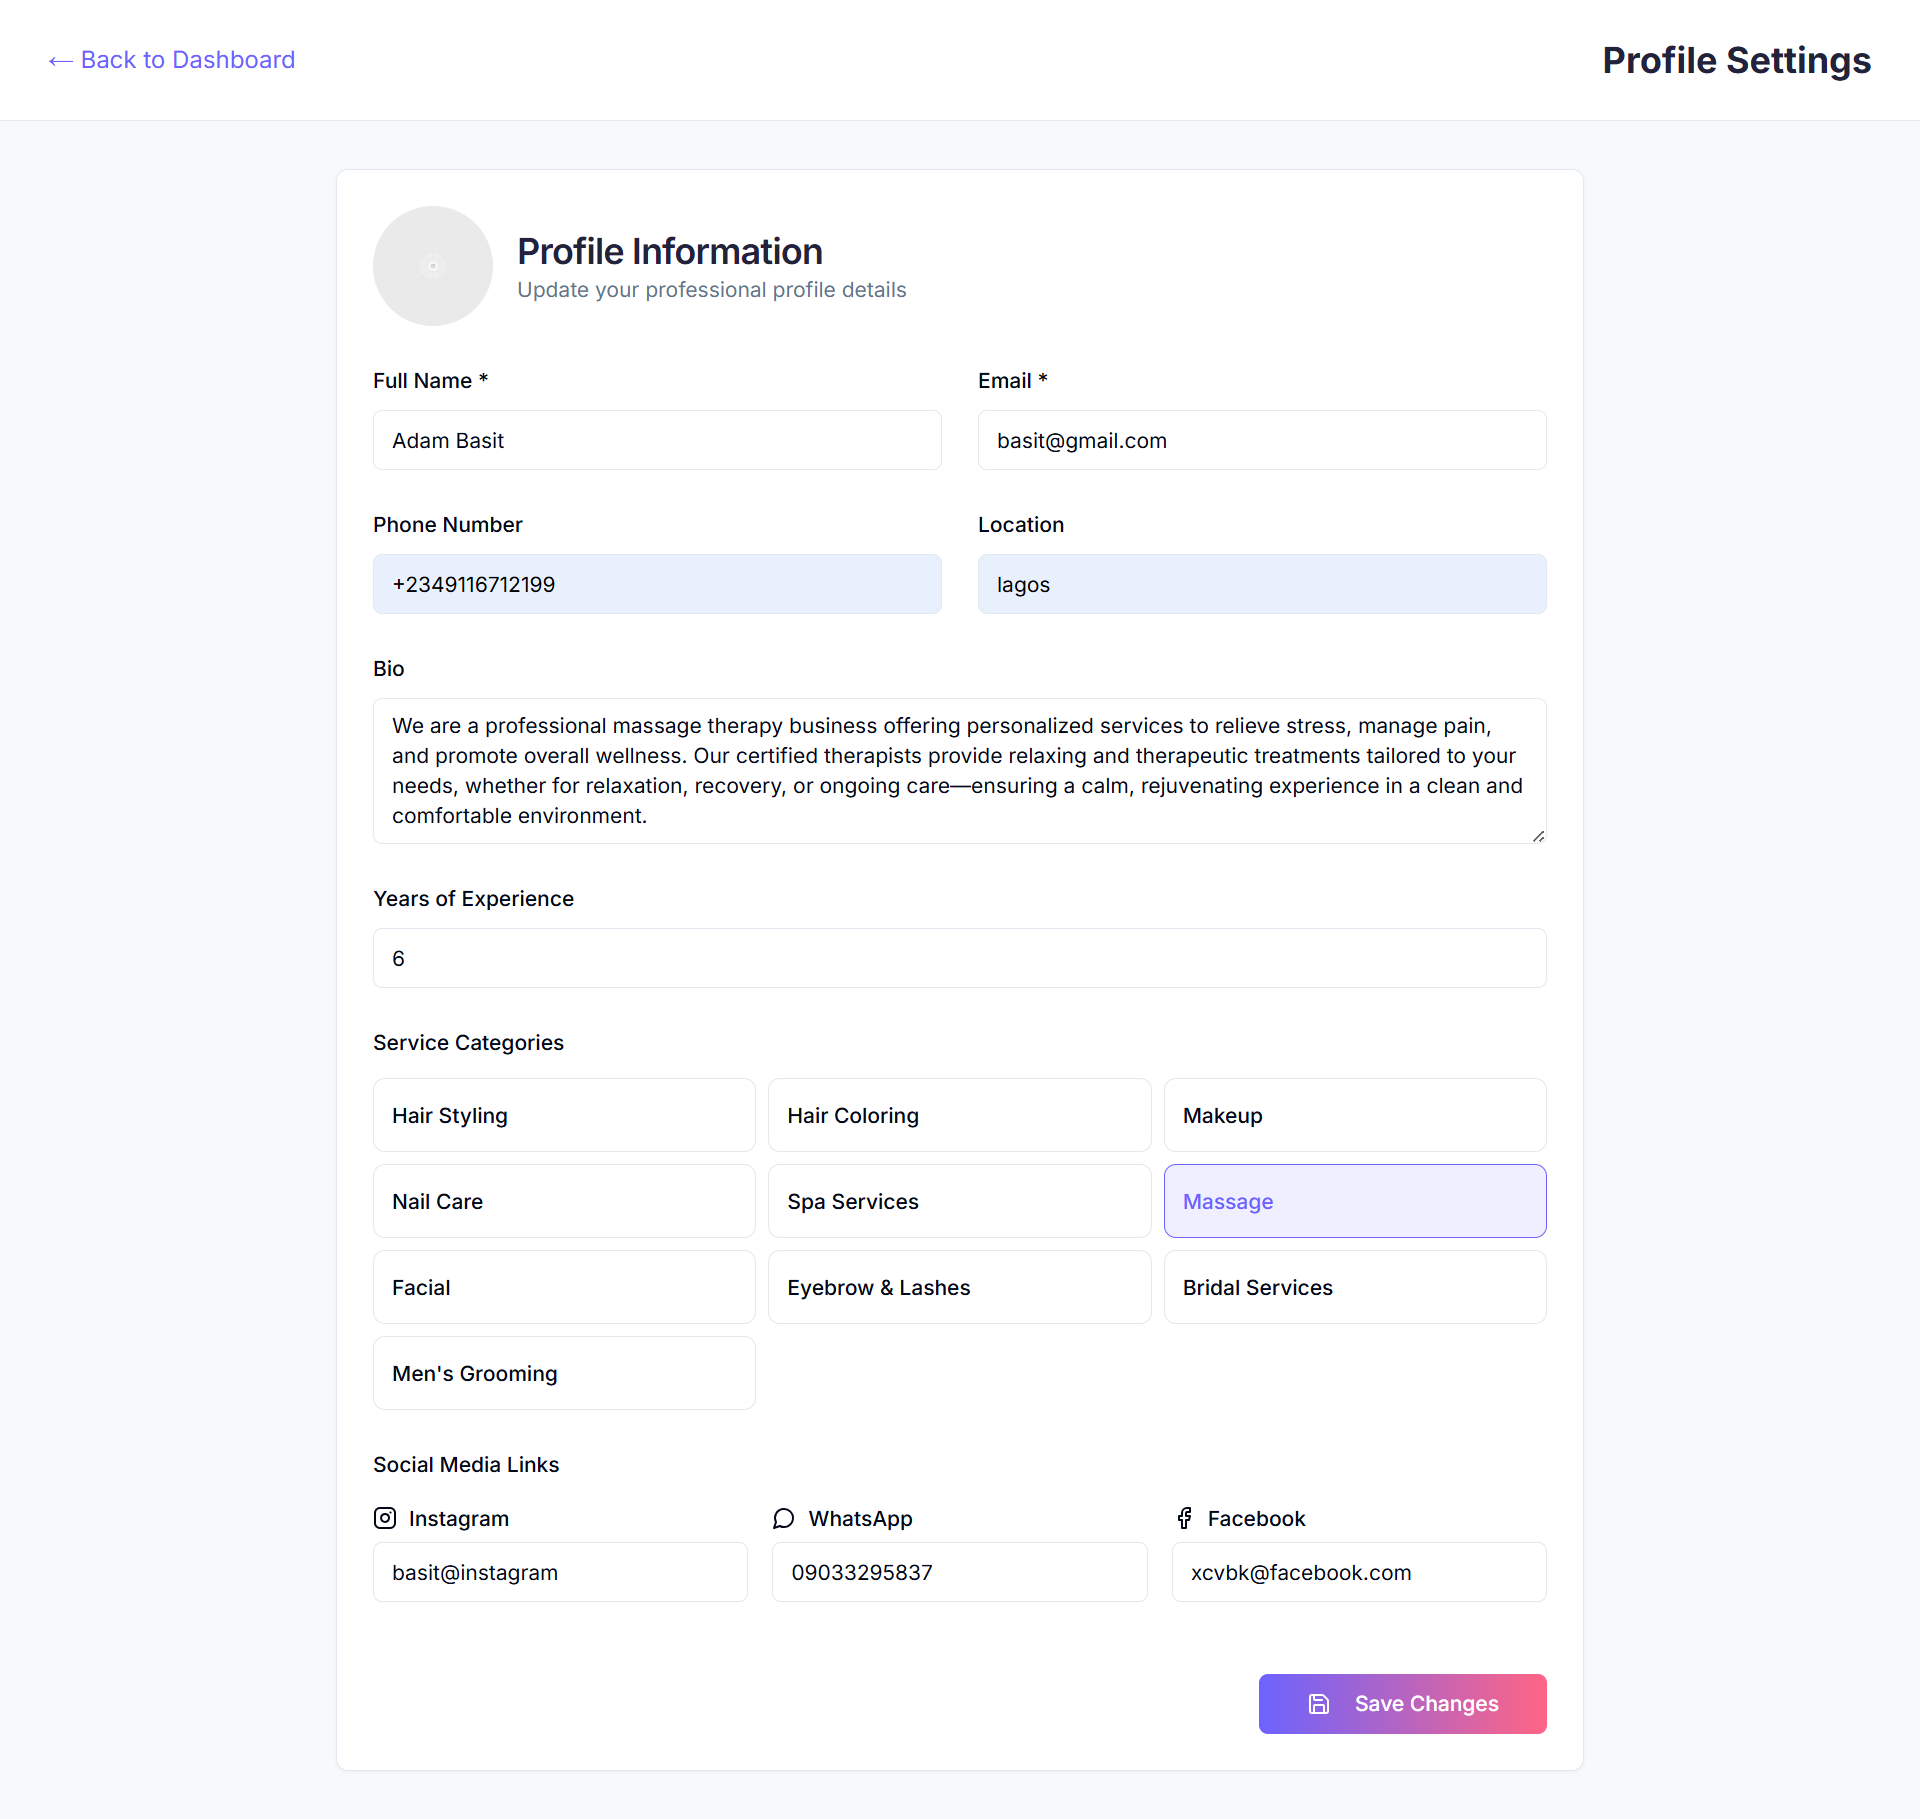 ← Back to Dashboard
Profile Settings
Profile Information
Update your professional profile details
Full Name *
Email *
Adam Basit
basit@gmail.com
Phone Number
Location
+2349116712199
lagos
Bio
We are a professional massage therapy business offering personalized services to relieve stress, manage pain,
and promote overall wellness. Our certified therapists provide relaxing and therapeutic treatments tailored to your
needs, whether for relaxation, recovery, or ongoing care—ensuring a calm, rejuvenating experience in a clean and
comfortable environment.
Years of Experience
6
Service Categories
Hair Styling
Hair Coloring
Makeup
Nail Care
Spa Services
Massage
Facial
Eyebrow & Lashes
Bridal Services
Men's Grooming
Social Media Links
Instagram
WhatsApp
Facebook
basit@instagram
09033295837
xcvbk@facebook.com
Save Changes